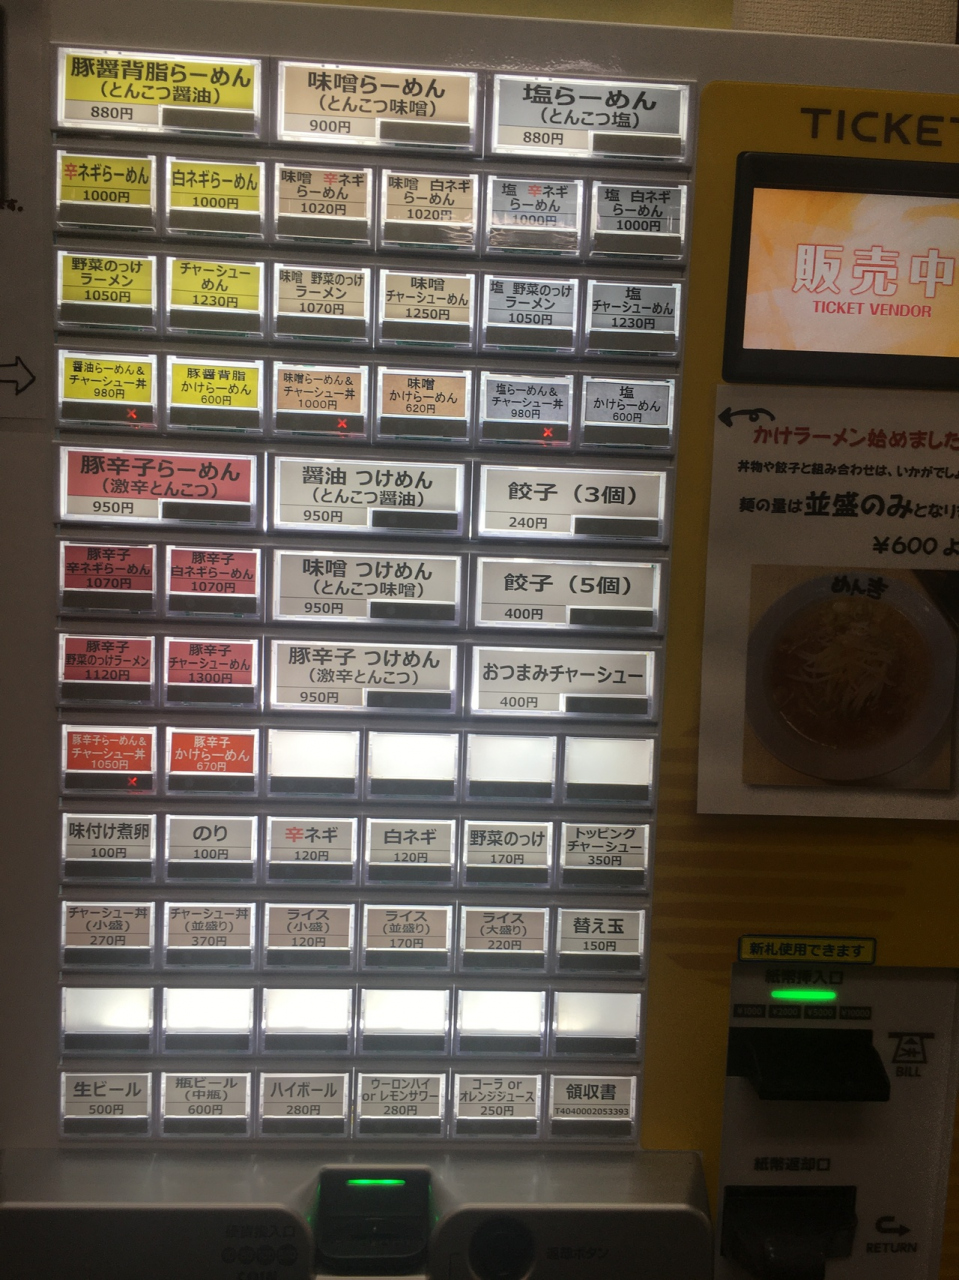 豚醤背脂らーめん
(とんこつ醤油)
880円
味噌らーめん
(とんこつ味噌)
900円
塩らーめん
(とんこつ塩)
880円
辛ネギらーめん
1000円
白ネギらーめん
1000円
味噌 辛ネギ
らーめん
1020円
味噌 白ネギ
らーめん
1020円
塩 辛ネギ
らーめん
1000円
塩 白ネギ
らーめん
1000円
野菜のっけ
ラーメン
1050円
チャーシュー
めん
1230円
味噌 野菜のっけ
ラーメン
1070円
味噌
チャーシューめん
1250円
塩 野菜のっけ
ラーメン
1050円
塩
チャーシューめん
1230円
醤油らーめん&
チャーシュー丼
980円
豚醤背脂
かけらーめん
600円
味噌らーめん&
チャーシュー丼
1000円
味噌
かけらーめん
620円
塩らーめん&
チャーシュー丼
980円
塩
かけらーめん
600円
豚辛子らーめん
(激辛とんこつ)
950円
醤油 つけめん
(とんこつ醤油)
950円
餃子(3個)
240円
豚辛子
辛ネギらーめん
1070円
豚辛子
白ネギらーめん
1070円
味噌 つけめん
(とんこつ味噌)
950円
餃子(5個)
400円
豚辛子
野菜のっけラーメン
1120円
豚辛子
チャーシューめん
1300円
豚辛子 つけめん
(激辛とんこつ)
950円
おつまみチャーシュー
400円
豚辛子らーめん&
チャーシュー丼
1050円
豚辛子
かけらーめん
670円
味付け煮卵
100円
のり
100円
辛ネギ
120円
白ネギ
120円
野菜のっけ
170円
トッピング
チャーシュー
350円
チャーシュー丼
(小盛)
270円
チャーシュー丼
(並盛り)
370円
ライス
(小盛)
120円
ライス
(並盛り)
170円
ライス
(大盛り)
220円
替え玉
150円
生ビール
500円
瓶ビール
(中瓶)
600円
ハイボール
280円
ウーロンハイ
or レモンサワー
280円
コーラ or
オレンジジュース
250円
領収書
T4040002053393
す。
TICKET
販売中
TICKET VENDOR
かけラーメン始めました
丼物や餃子と組み合わせは、いかがでしょ
麺の量は並盛のみとなり
¥600よ
新札使用できます
紙幣挿入口
BILL
紙幣返却口
RETURN